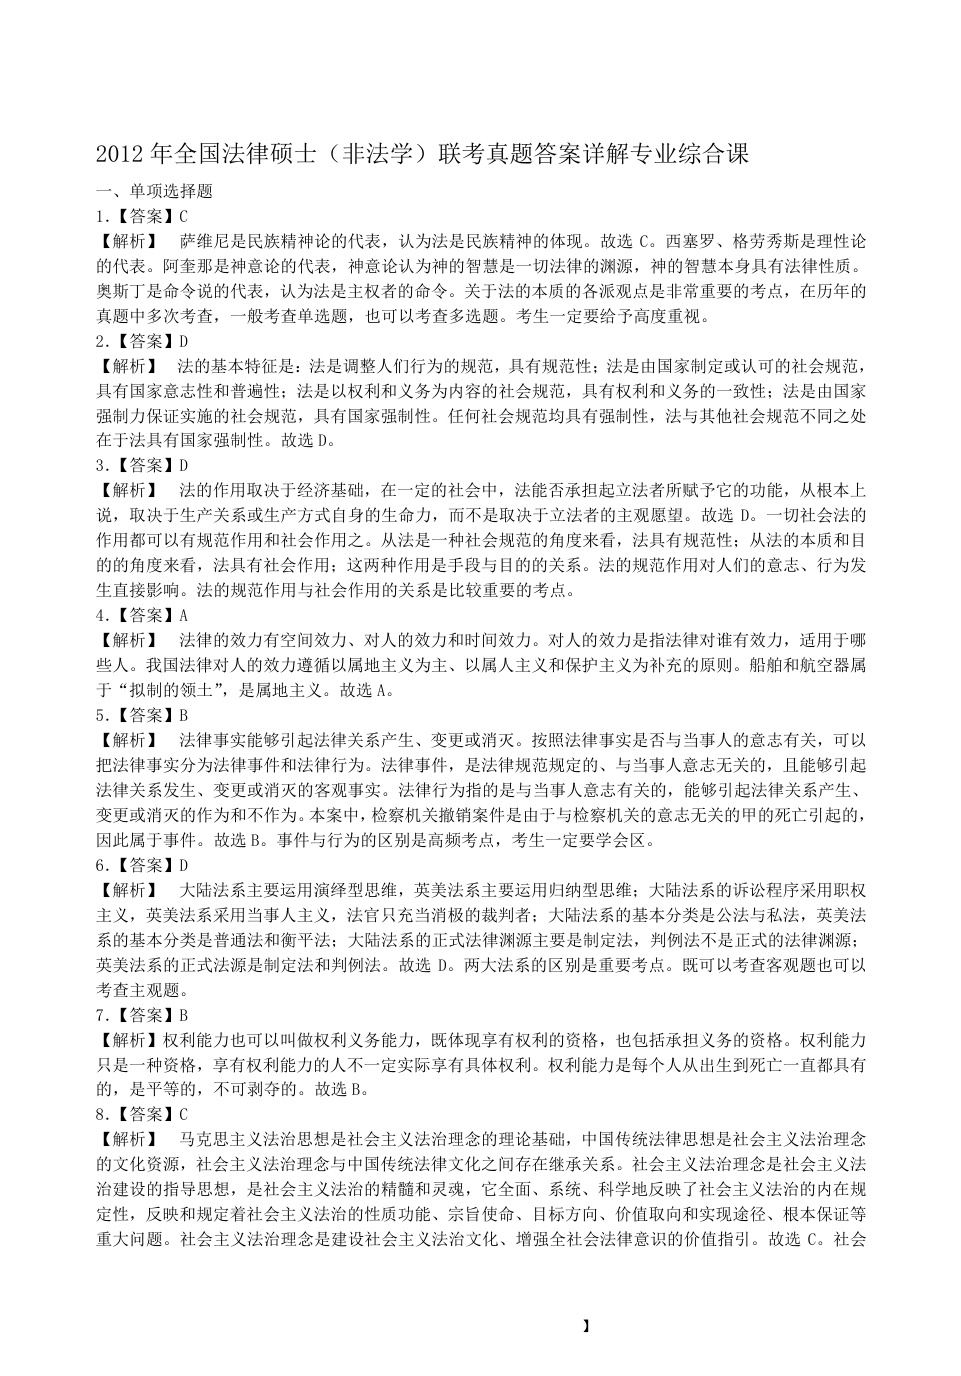 2012 年全国法律硕士（非法学）联考真题答案详解专业综合课
一、单项选择题
1.【答案】C
【解析】 萨维尼是民族精神论的代表，认为法是民族精神的体现。故选 C。西塞罗、格劳秀斯是理性论
的代表。阿奎那是神意论的代表，神意论认为神的智慧是一切法律的渊源，神的智慧本身具有法律性质。
奥斯丁是命令说的代表，认为法是主权者的命令。关于法的本质的各派观点是非常重要的考点，在历年的
真题中多次考查，一般考查单选题，也可以考查多选题。考生一定要给予高度重视。
2.【答案】D
【解析】 法的基本特征是：法是调整人们行为的规范，具有规范性；法是由国家制定或认可的社会规范，
具有国家意志性和普遍性；法是以权利和义务为内容的社会规范，具有权利和义务的一致性；法是由国家
强制力保证实施的社会规范，具有国家强制性。任何社会规范均具有强制性，法与其他社会规范不同之处
在于法具有国家强制性。故选 D。
3.【答案】D
【解析】 法的作用取决于经济基础，在一定的社会中，法能否承担起立法者所赋予它的功能，从根本上
说，取决于生产关系或生产方式自身的生命力，而不是取决于立法者的主观愿望。故选 D。一切社会法的
作用都可以有规范作用和社会作用之。从法是一种社会规范的角度来看，法具有规范性；从法的本质和目
的的角度来看，法具有社会作用；这两种作用是手段与目的的关系。法的规范作用对人们的意志、行为发
生直接影响。法的规范作用与社会作用的关系是比较重要的考点。
4.【答案】A
【解析】 法律的效力有空间效力、对人的效力和时间效力。对人的效力是指法律对谁有效力，适用于哪
些人。我国法律对人的效力遵循以属地主义为主、以属人主义和保护主义为补充的原则。船舶和航空器属
于“拟制的领土”，是属地主义。故选 A。
5.【答案】B
【解析】 法律事实能够引起法律关系产生、变更或消灭。按照法律事实是否与当事人的意志有关，可以
把法律事实分为法律事件和法律行为。法律事件，是法律规范规定的、与当事人意志无关的，且能够引起
法律关系发生、变更或消灭的客观事实。法律行为指的是与当事人意志有关的，能够引起法律关系产生、
变更或消灭的作为和不作为。本案中，检察机关撤销案件是由于与检察机关的意志无关的甲的死亡引起的，
因此属于事件。故选 B。事件与行为的区别是高频考点，考生一定要学会区。
6.【答案】D
【解析】 大陆法系主要运用演绎型思维，英美法系主要运用归纳型思维；大陆法系的诉讼程序采用职权
主义，英美法系采用当事人主义，法官只充当消极的裁判者；大陆法系的基本分类是公法与私法，英美法
系的基本分类是普通法和衡平法；大陆法系的正式法律渊源主要是制定法，判例法不是正式的法律渊源；
英美法系的正式法源是制定法和判例法。故选 D。两大法系的区别是重要考点。既可以考查客观题也可以
考查主观题。
7.【答案】B
【解析】权利能力也可以叫做权利义务能力，既体现享有权利的资格，也包括承担义务的资格。权利能力
只是一种资格，享有权利能力的人不一定实际享有具体权利。权利能力是每个人从出生到死亡一直都具有
的，是平等的，不可剥夺的。故选 B。
8.【答案】C
【解析】 马克思主义法治思想是社会主义法治理念的理论基础，中国传统法律思想是社会主义法治理念
的文化资源，社会主义法治理念与中国传统法律文化之间存在继承关系。社会主义法治理念是社会主义法
治建设的指导思想，是社会主义法治的精髓和灵魂，它全面、系统、科学地反映了社会主义法治的内在规
定性，反映和规定着社会主义法治的性质功能、宗旨使命、目标方向、价值取向和实现途径、根本保证等
重大问题。社会主义法治理念是建设社会主义法治文化、增强全社会法律意识的价值指引。故选 C。社会
】